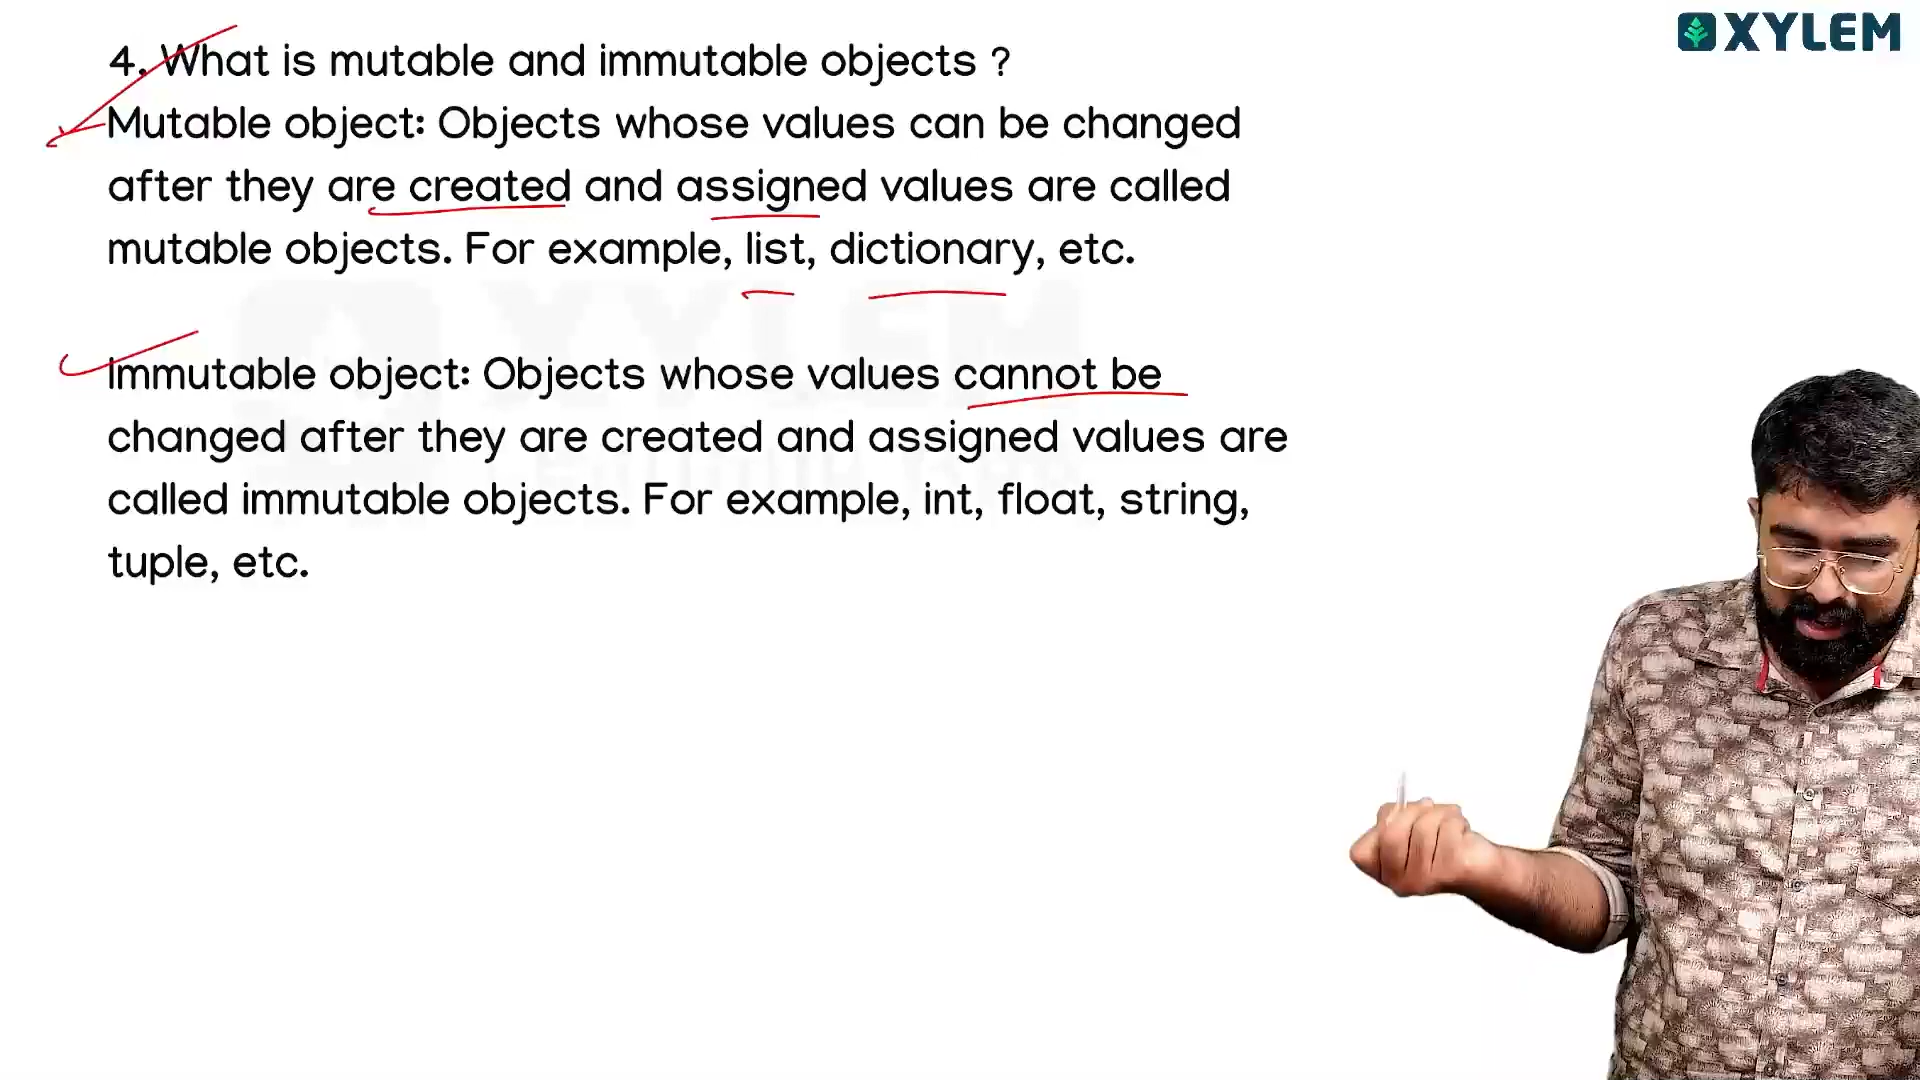 XYLEM
4. What is mutable and immutable objects ?
Mutable object: Objects whose values can be changed
after they are created and assigned values are called
mutable objects. For example, list, dictionary, etc.
XYLEM
Immutable object: Objects whose values cannot be
changed after they are created and assigned values are
called immutable objects. For example, int, float, string,
tuple, etc.